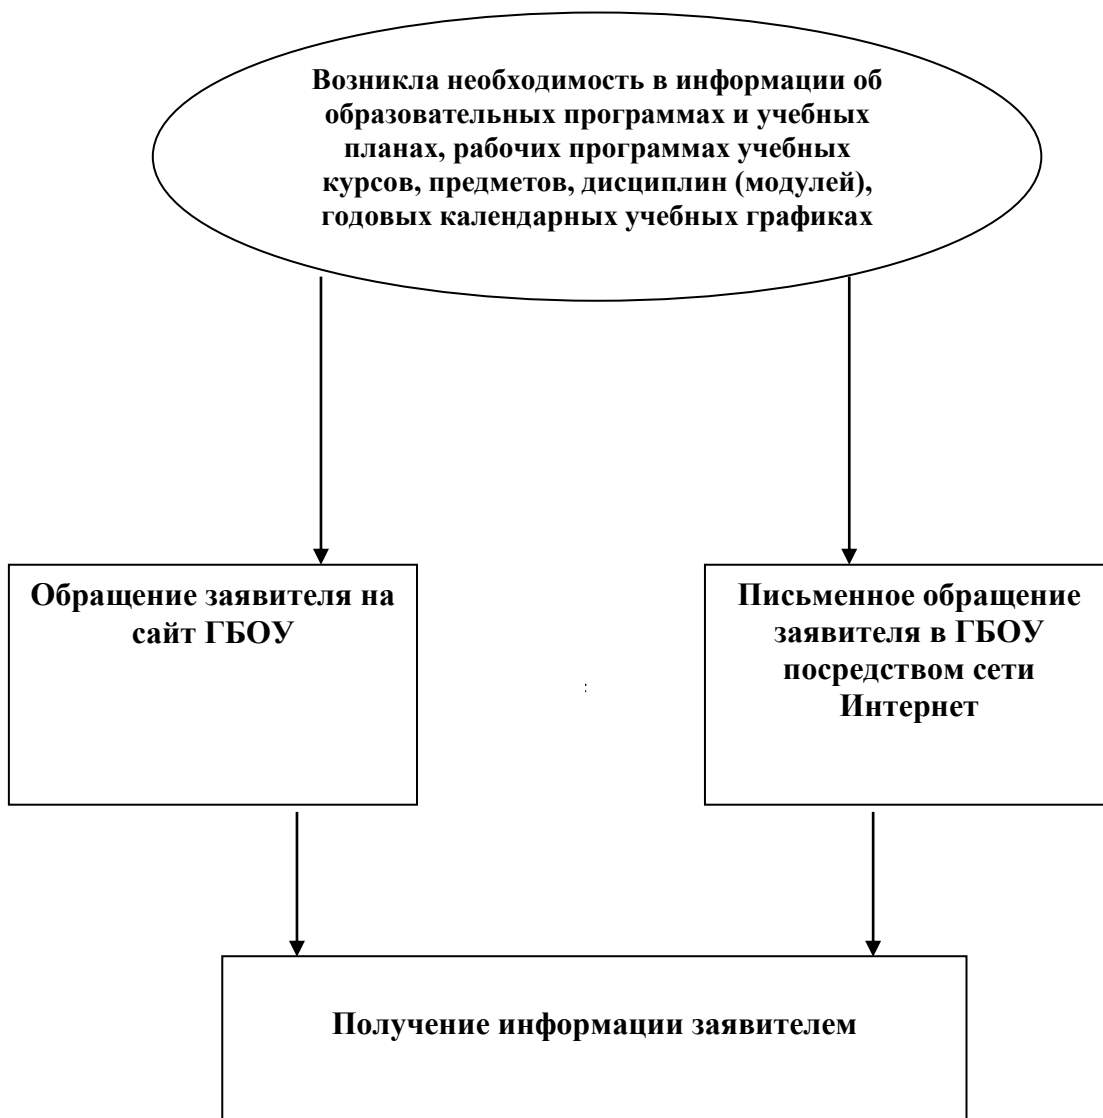 Возникла необходимость в информации об
образовательных программах и учебных
планах, рабочих программах учебных
курсов, предметов, дисциплин (модулей),
годовых календарных учебных графиках
Обращение заявителя на
сайт ГБОУ
Письменное обращение
заявителя в ГБОУ
посредством сети
Интернет
:
Получение информации заявителем